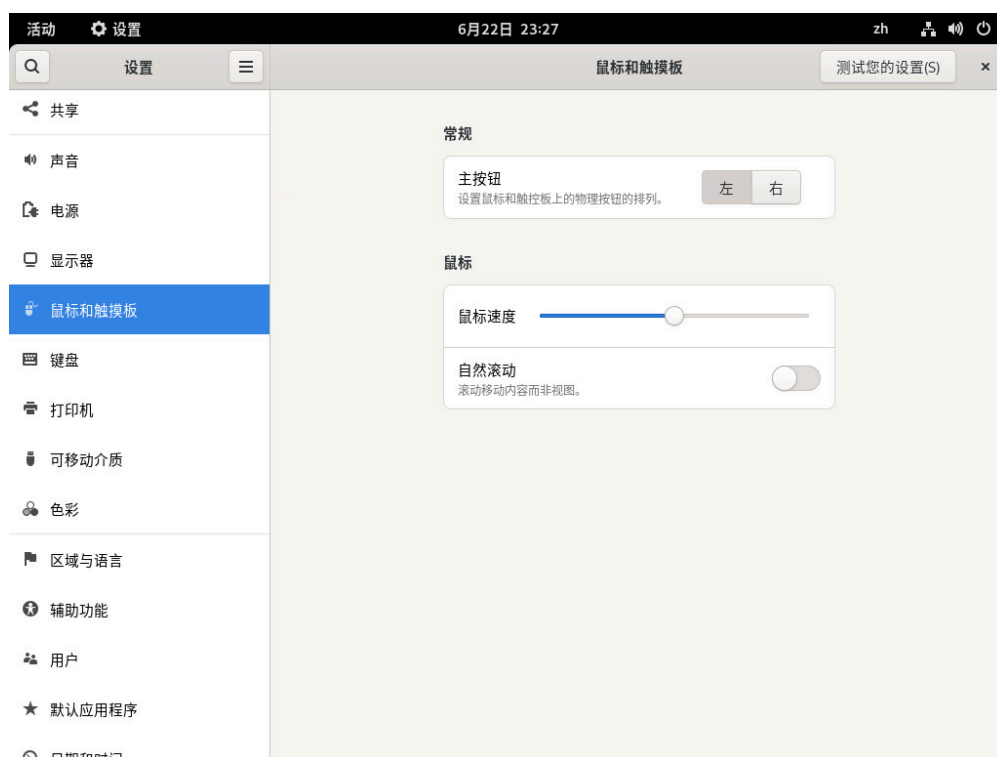 活动 设置 6月22日 23:27 zh
设置 鼠标和触摸板 测试您的设置(S)
共享
声音
电源
显示器
鼠标和触摸板
键盘
打印机
可移动介质
色彩
区域与语言
辅助功能
用户
默认应用程序
日期和时间
常规
主按钮
设置鼠标和触控板上的物理按钮的排列。
左 右
鼠标
鼠标速度
自然滚动
滚动移动内容而非视图。